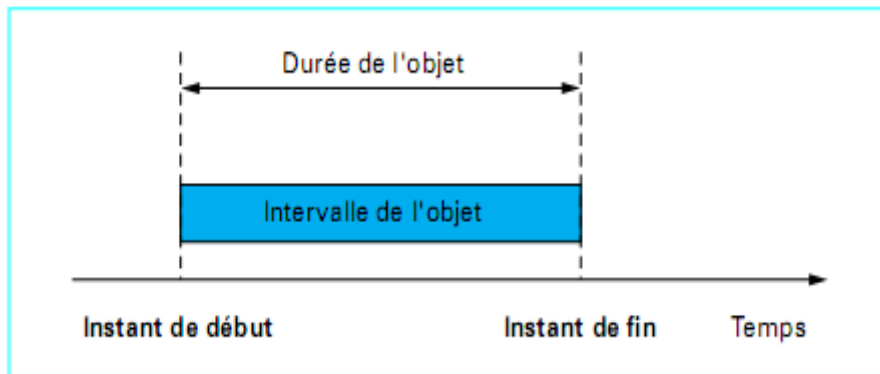 Durée de l'objet
Intervalle de l'objet
Instant de début Instant de fin Temps